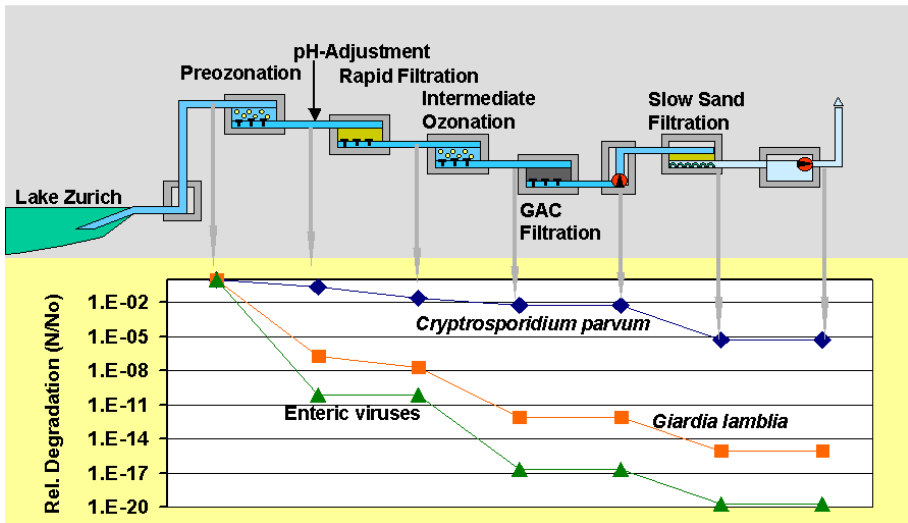 pH-Adjustment
Preozonation
Rapid Filtration
Intermediate
Ozonation
Slow Sand
Filtration
Lake Zurich
GAC
Filtration
Rel. Degradation (N/No)
1.E-02
1.E-05
1.E-08
1.E-11
1.E-14
1.E-17
1.E-20
Cryptrosporidium parvum
Enteric viruses
Giardia lamblia